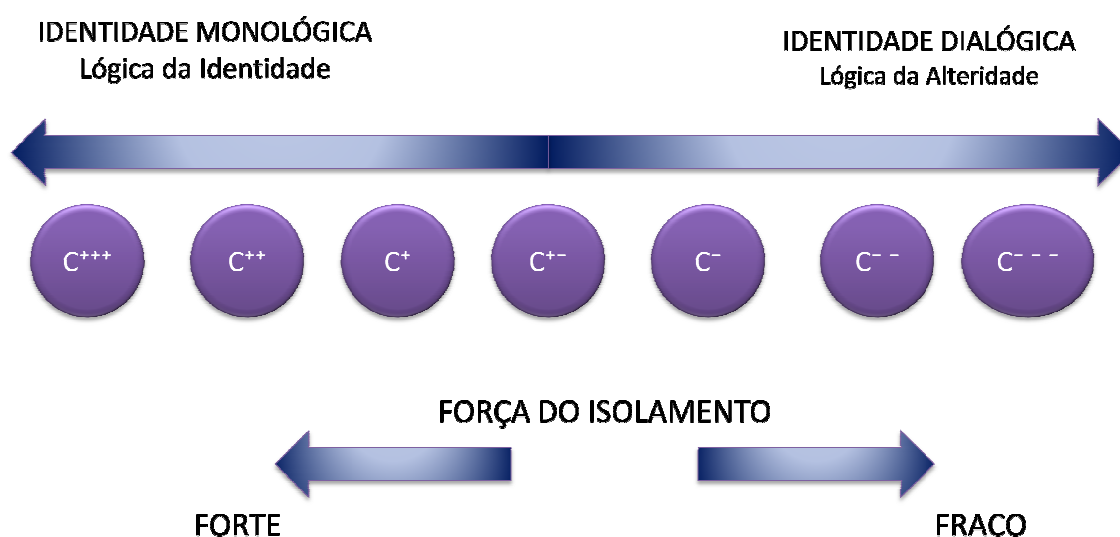 IDENTIDADE MONOLÓGICA
Lógica da Identidade
IDENTIDADE DIALÓGICA
Lógica da Alteridade
C⁺⁺⁺ C⁺⁺ C⁺ C⁺⁻ C⁻ C⁻ ⁻ C⁻ ⁻ ⁻
FORÇA DO ISOLAMENTO
FORTE FRACO